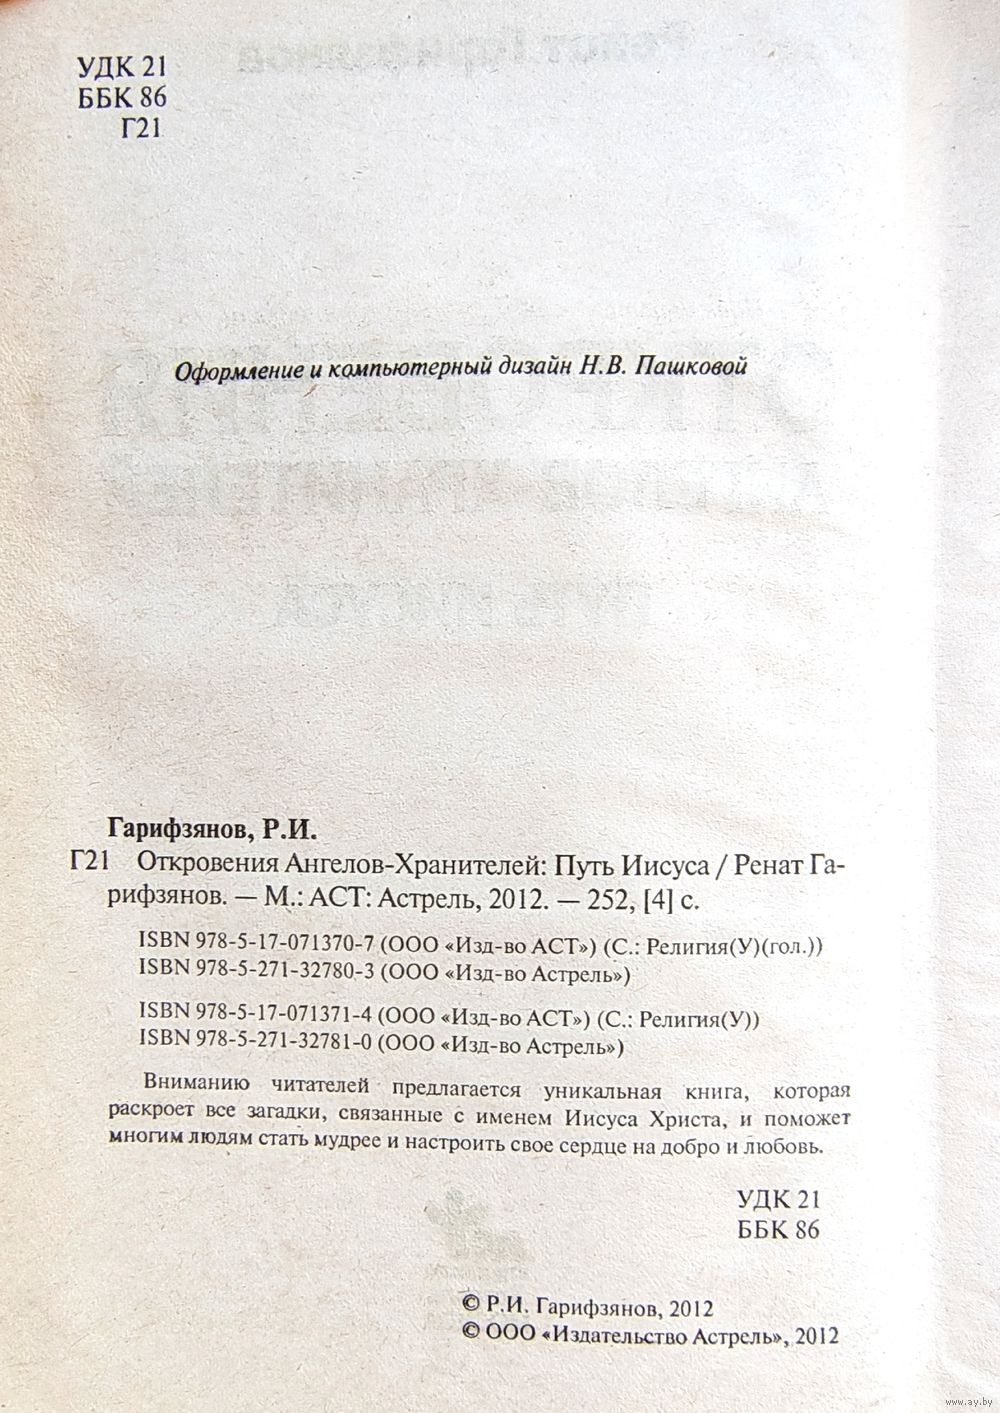 УДК 21
ББК 86
Г21
Оформление и компьютерный дизайн Н.В. Пашковой
Гарифзянов, Р.И.
Г21 Откровения Ангелов-Хранителей: Путь Иисуса / Ренат Га-
рифзянов. — М.: АСТ: Астрель, 2012. — 252, [4] с.
ISBN 978-5-17-071370-7 (ООО «Изд-во АСТ») (С.: Религия(У)(гол.))
ISBN 978-5-271-32780-3 (ООО «Изд-во Астрель»)
ISBN 978-5-17-071371-4 (ООО «Изд-во АСТ») (С.: Религия(У))
ISBN 978-5-271-32781-0 (ООО «Изд-во Астрель»)
Вниманию читателей предлагается уникальная книга, которая
раскроет все загадки, связанные с именем Иисуса Христа, и поможет
многим людям стать мудрее и настроить свое сердце на добро и любовь.
УДК 21
ББК 86
© Р.И. Гарифзянов, 2012
© ООО «Издательство Астрель», 2012
www.ay.by